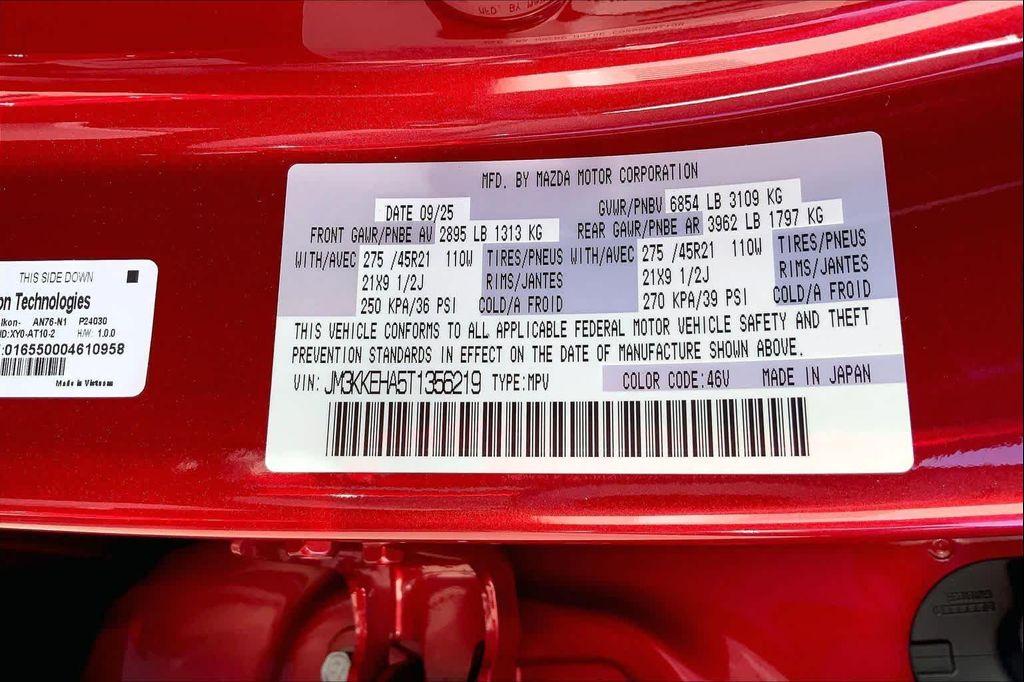 MFD. BY MAZDA MOTOR CORPORATION
DATE 09/25 GVWR/PNBV 6854 LB 3109 KG
FRONT GAWR/PNBE AV 2895 LB 1313 KG REAR GAWR/PNBE AR 3962 LB 1797 KG
WITH/AVEC 275 /45R21 110W TIRES/PNEUS WITH/AVEC 275 /45R21 110W TIRES/PNEUS
21X9 1/2J RIMS/JANTES 21X9 1/2J RIMS/JANTES
250 KPA/36 PSI COLD/A FROID 270 KPA/39 PSI COLD/A FROID
THIS VEHICLE CONFORMS TO ALL APPLICABLE FEDERAL MOTOR VEHICLE SAFETY AND THEFT
PREVENTION STANDARDS IN EFFECT ON THE DATE OF MANUFACTURE SHOWN ABOVE.
VIN: JM3KKEHA5T1356219 TYPE:MPV COLOR CODE:46V MADE IN JAPAN
THIS SIDE DOWN
on Technologies
Ikon- AN76-N1 P24030
ID:XY0-AT10-2 H/W: 1.0.0
:016550004610958
Made in Vietnam